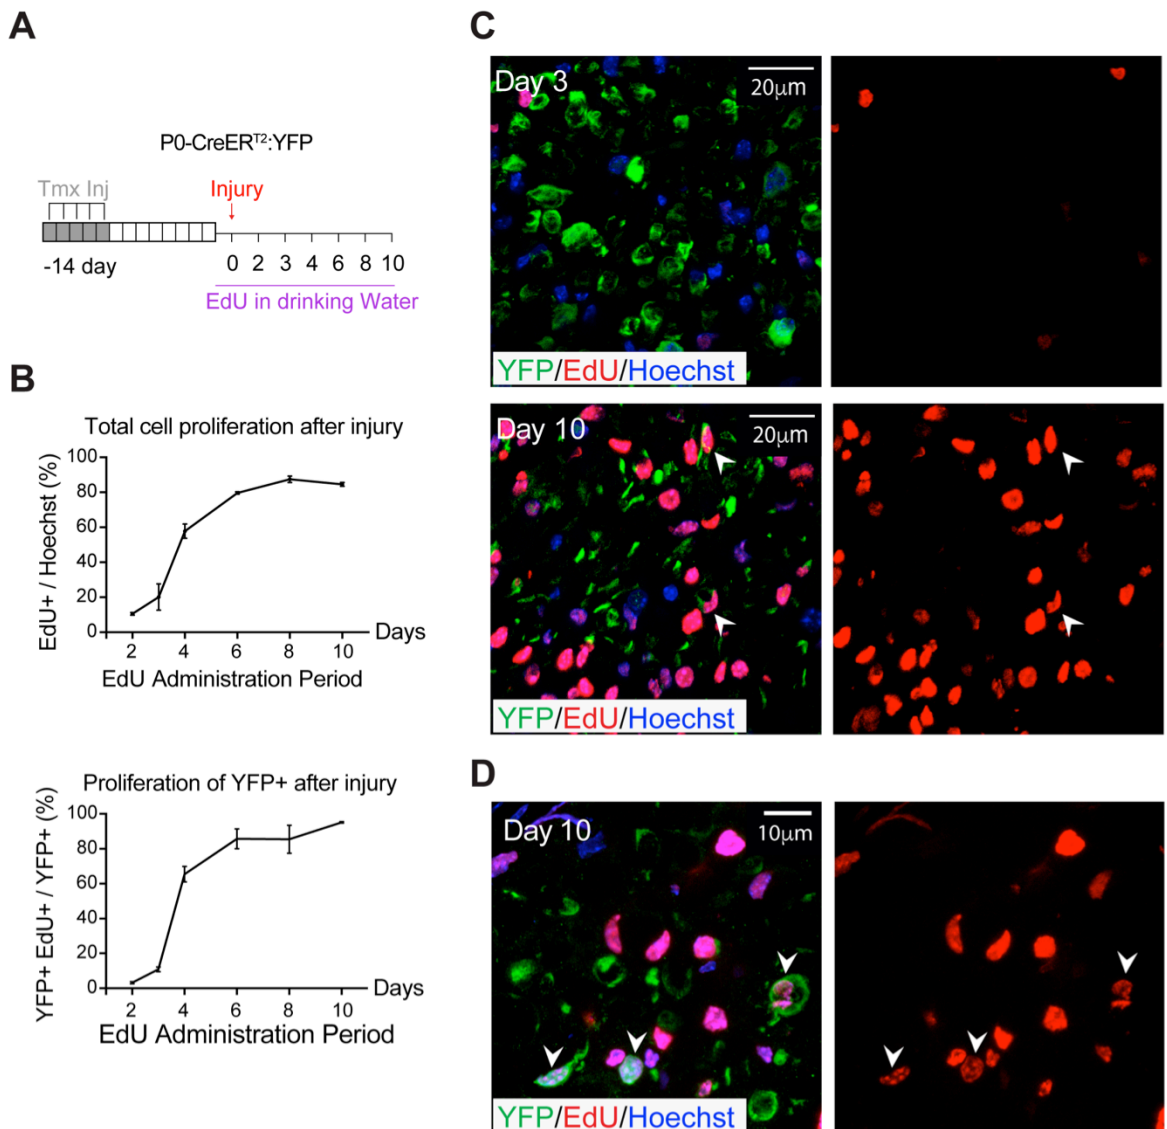 A
P0-CreERT2:YFP
Tmx Inj
Injury
-14 day
0 2 3 4 6 8 10
EdU in drinking Water
B
Total cell proliferation after injury
EdU+ / Hoechst (%)
100
80
60
40
20
0
2 4 6 8 10
Days
EdU Administration Period
Proliferation of YFP+ after injury
YFP+ EdU+ / YFP+ (%)
100
80
60
40
20
0
2 4 6 8 10
Days
EdU Administration Period
C
Day 3
20μm
YFP/EdU/Hoechst
Day 10
20μm
YFP/EdU/Hoechst
D
Day 10
10μm
YFP/EdU/Hoechst